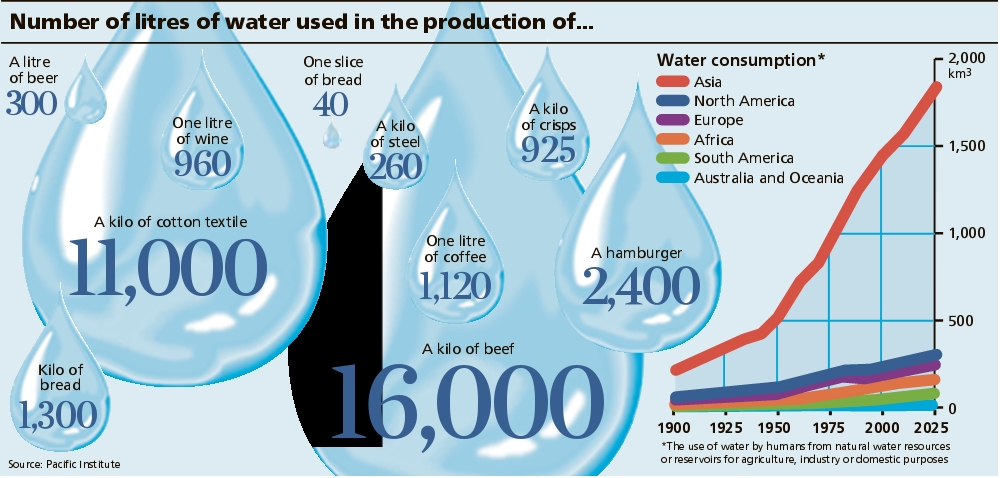 Number of litres of water used in the production of...
A litre
of beer
300
One litre
of wine
960
A kilo of cotton textile
11,000
Kilo of
bread
1,300
One slice
of bread
40
A kilo
of steel
260
A kilo
of crisps
925
One litre
of coffee
1,120
A hamburger
2,400
A kilo of beef
16,000
Source: Pacific Institute
Water consumption*
Asia
North America
Europe
Africa
South America
Australia and Oceania
2,000
km³
1,500
1,000
500
0
1900 1925 1950 1975 2000 2025
*The use of water by humans from natural water resources
or reservoirs for agriculture, industry or domestic purposes